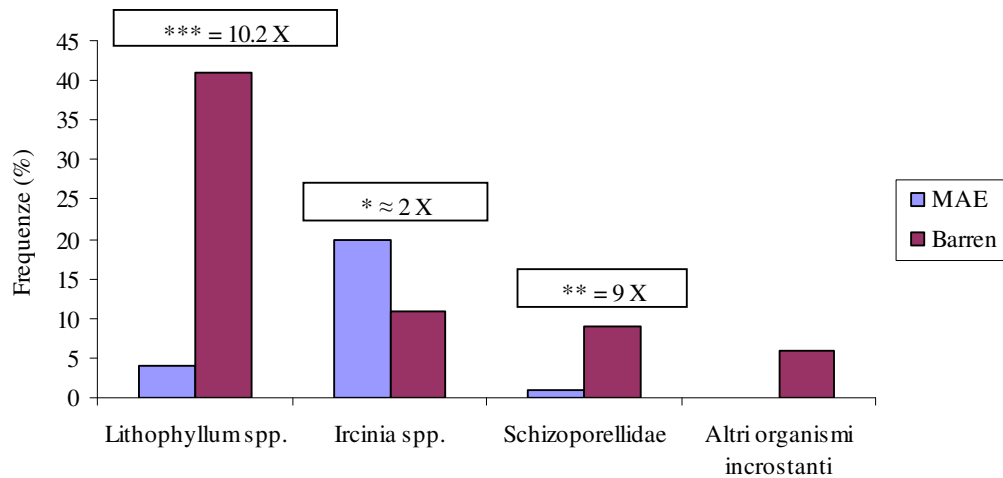 *** = 10.2 X
45
40
35
30
25
20
15
10
5
0
Frequenze (%)
* ≈ 2 X
** = 9 X
MAE
Barren
Lithophyllum spp.
Ircinia spp.
Schizoporellidae
Altri organismi
incrostanti